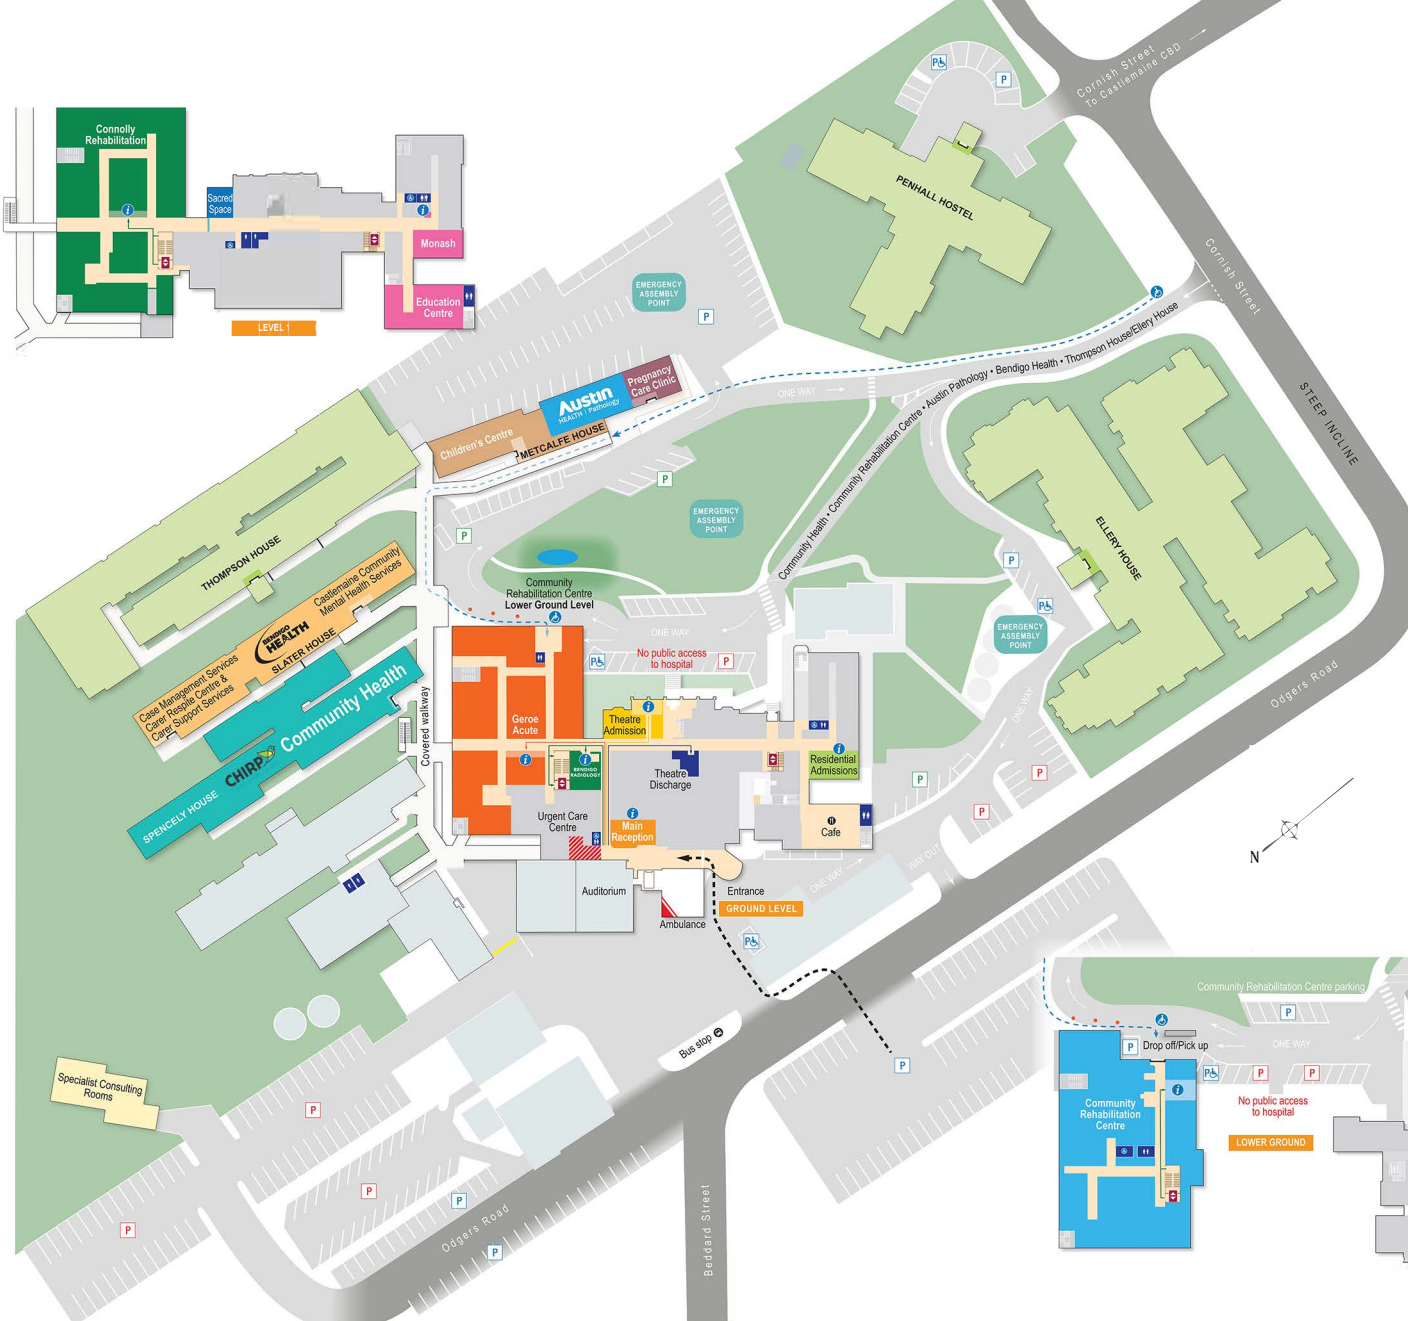 Cornish Street
To Castlemaine CBD
P
P
PENHALL HOSTEL
Cornish Street
STEEP INCLINE
Connolly
Rehabilitation
Sacred
Space
i
i
Monash
Education
Centre
LEVEL 1
EMERGENCY
ASSEMBLY
POINT
P
Pregnancy
Care Clinic
Austin
HEALTH | Pathology
Children's Centre
METCALFE HOUSE
ONE WAY
Community Health • Community Rehabilitation Centre • Austin Pathology • Bendigo Health • Thompson House/Ellery House
P
P
EMERGENCY
ASSEMBLY
POINT
ELLERY HOUSE
THOMPSON HOUSE
Castlemaine Community
Mental Health Services
BENDIGO
HEALTH
SLATER HOUSE
Case Management Services
Carer Respite Centre &
Carer Support Services
Community Health
CHIRP
SPENCELY HOUSE
Covered walkway
Community
Rehabilitation Centre
Lower Ground Level
ONE WAY
P
No public access
to hospital
P
P
P
EMERGENCY
ASSEMBLY
POINT
ONE WAY
Odgers Road
Geroe
Acute
i
Theatre
Admission
i
i
BENDIGO
RADIOLOGY
Theatre
Discharge
i
Residential
Admissions
Urgent Care
Centre
i
Main
Reception
Cafe
P
P
P
Auditorium
Entrance
GROUND LEVEL
Ambulance
ONE WAY
WAY OUT
P
N
Bus stop
P
Specialist Consulting
Rooms
P
P
P
P
P
Odgers Road
Beddard Street
Community Rehabilitation Centre parking
P
Drop off/Pick up
ONE WAY
P
P
P
P
No public access
to hospital
LOWER GROUND
i
Community
Rehabilitation
Centre